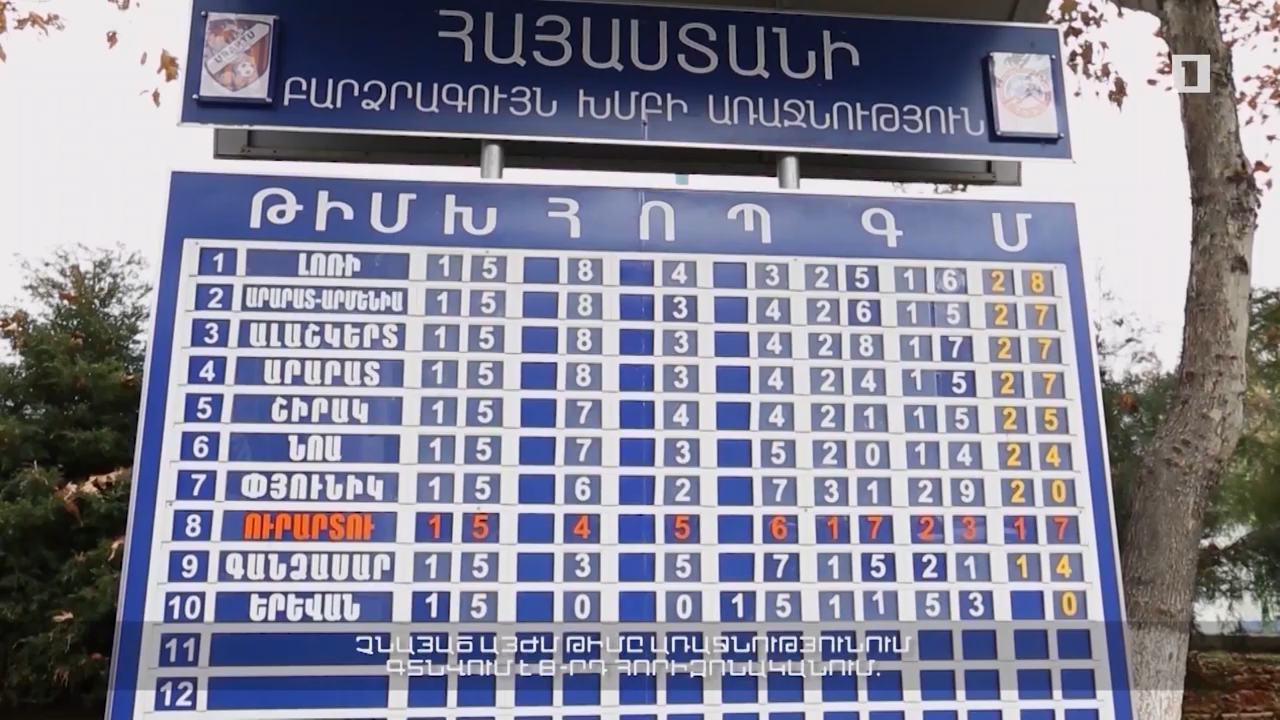 ՀԱՅԱՍՏԱՆԻ
ԲԱՐՁՐԱԳՈՒՅՆ ԽՄԲԻ ԱՌԱՋՆՈՒԹՅՈՒՆ
1
ԹԻՄ Խ Հ Ո Պ Գ Մ
1 ԼՈՌԻ 15 8 4 3 25 16 28
2 ԱՐԱՐԱՏ-ԱՐՄԵՆԻԱ 15 8 3 4 26 15 27
3 ԱԼԱՇԿԵՐՏ 15 8 3 4 28 17 27
4 ԱՐԱՐԱՏ 15 8 3 4 24 15 27
5 ՇԻՐԱԿ 15 7 4 4 21 15 25
6 ՆՈԱ 15 7 3 5 20 14 24
7 ՓՅՈՒՆԻԿ 15 6 2 7 31 29 20
8 ՈՒՐԱՐՏՈՒ 15 4 5 6 17 23 17
9 ԳԱՆՁԱՍԱՐ 15 3 5 7 15 21 14
10 ԵՐԵՎԱՆ 15 0 0 15 11 53 0
11
12
ՉՆԱՅԱԾ ԱՅԺՄ ԹԻՄԸ ԱՌԱՋՆՈՒԹՅՈՒՆՈՒՄ
ԳՏՆՎՈՒՄ Է 8-ՐԴ ՀՈՐԻԶՈՆԱԿԱՆՈՒՄ.